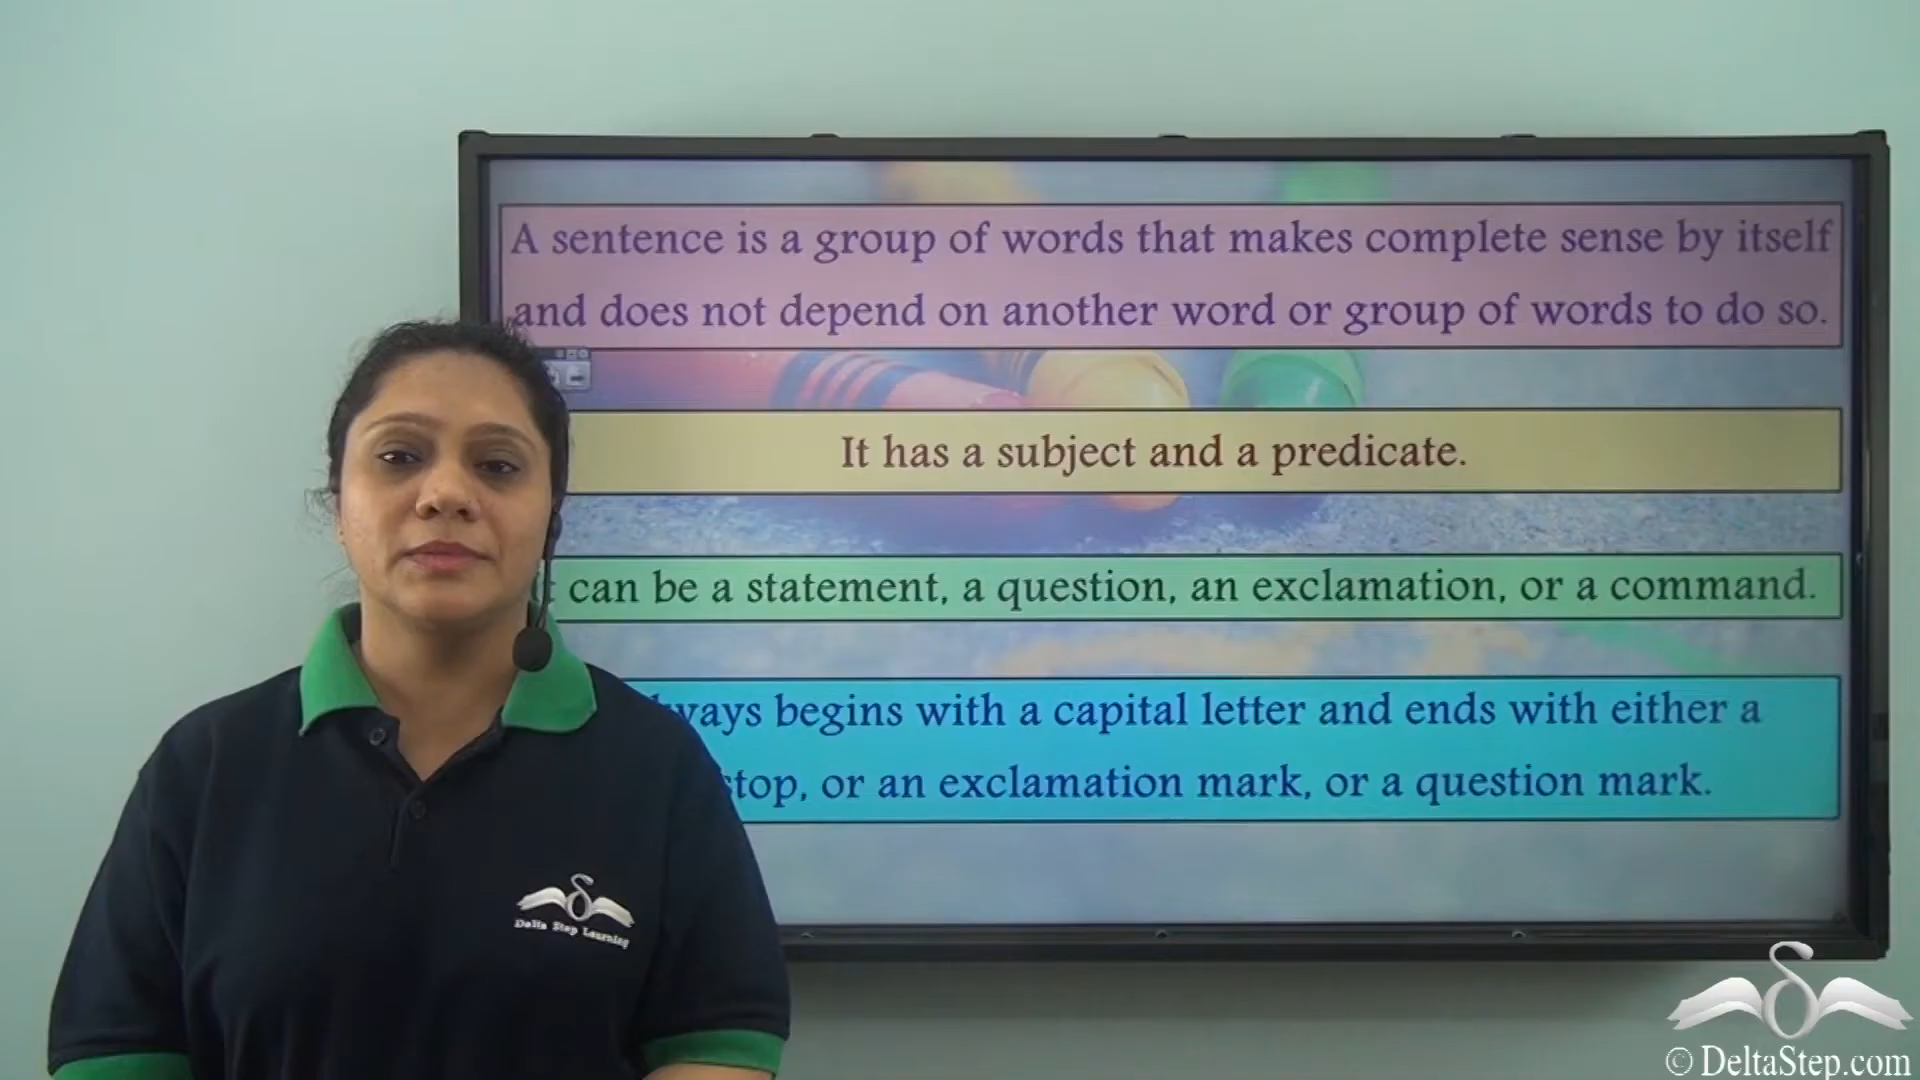 A sentence is a group of words that makes complete sense by itself
and does not depend on another word or group of words to do so.
It has a subject and a predicate.
can be a statement, a question, an exclamation, or a command.
begins with a capital letter and ends with either a
stop, or an exclamation mark, or a question mark.
Delta Step Learning
© DeltaStep.com